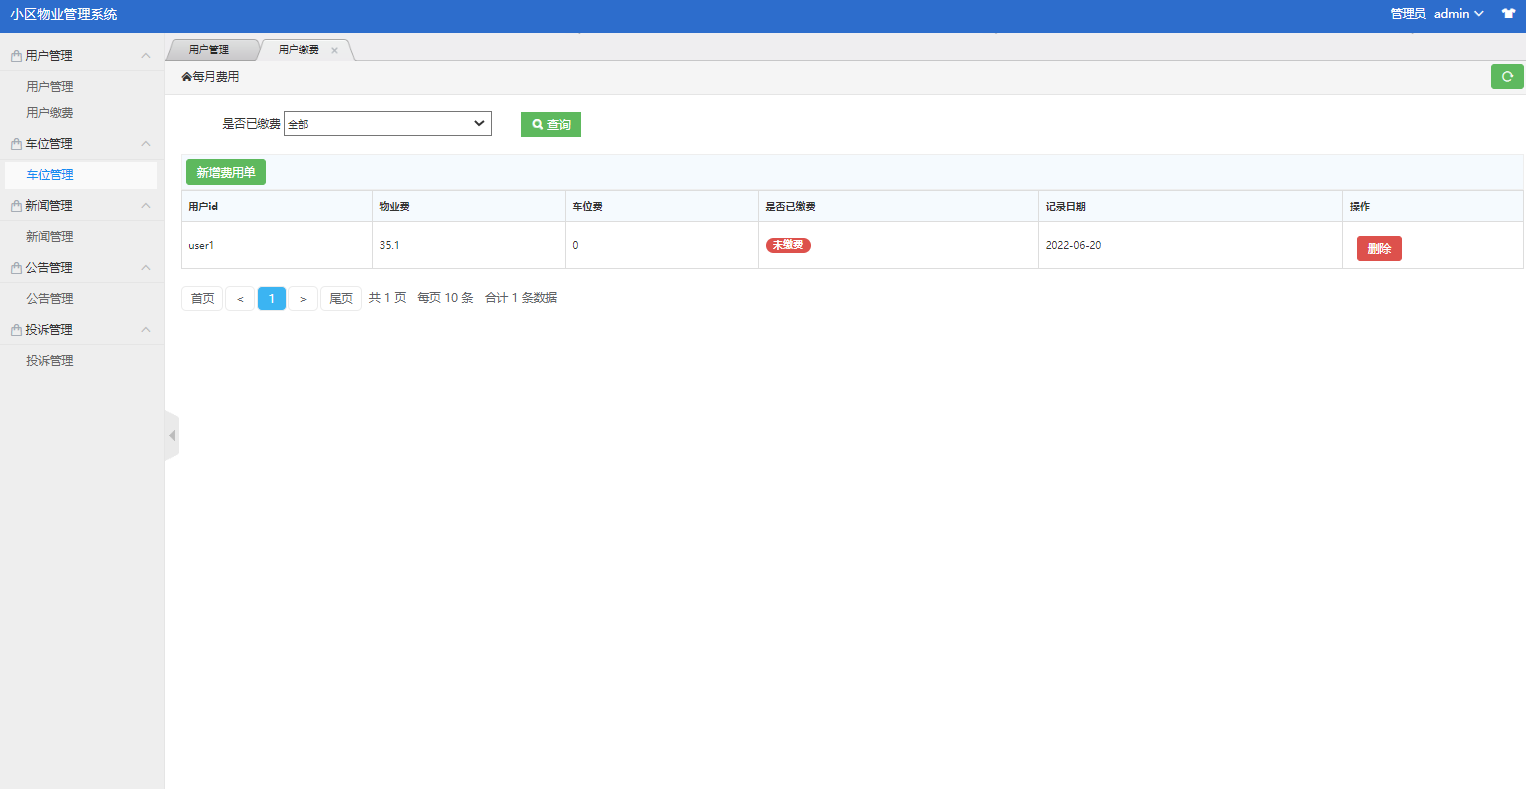 小区物业管理系统
管理员 admin
用户管理
用户管理
用户缴费
车位管理
车位管理
新闻管理
新闻管理
公告管理
公告管理
投诉管理
投诉管理
用户管理 用户缴费 ×
每月费用
是否已缴费 全部 查询
新增费用单
用户id 物业费 车位费 是否已缴费 记录日期 操作
user1 35.1 0 未缴费 2022-06-20 删除
首页 < 1 > 尾页 共 1 页 每页 10 条 合计 1 条数据